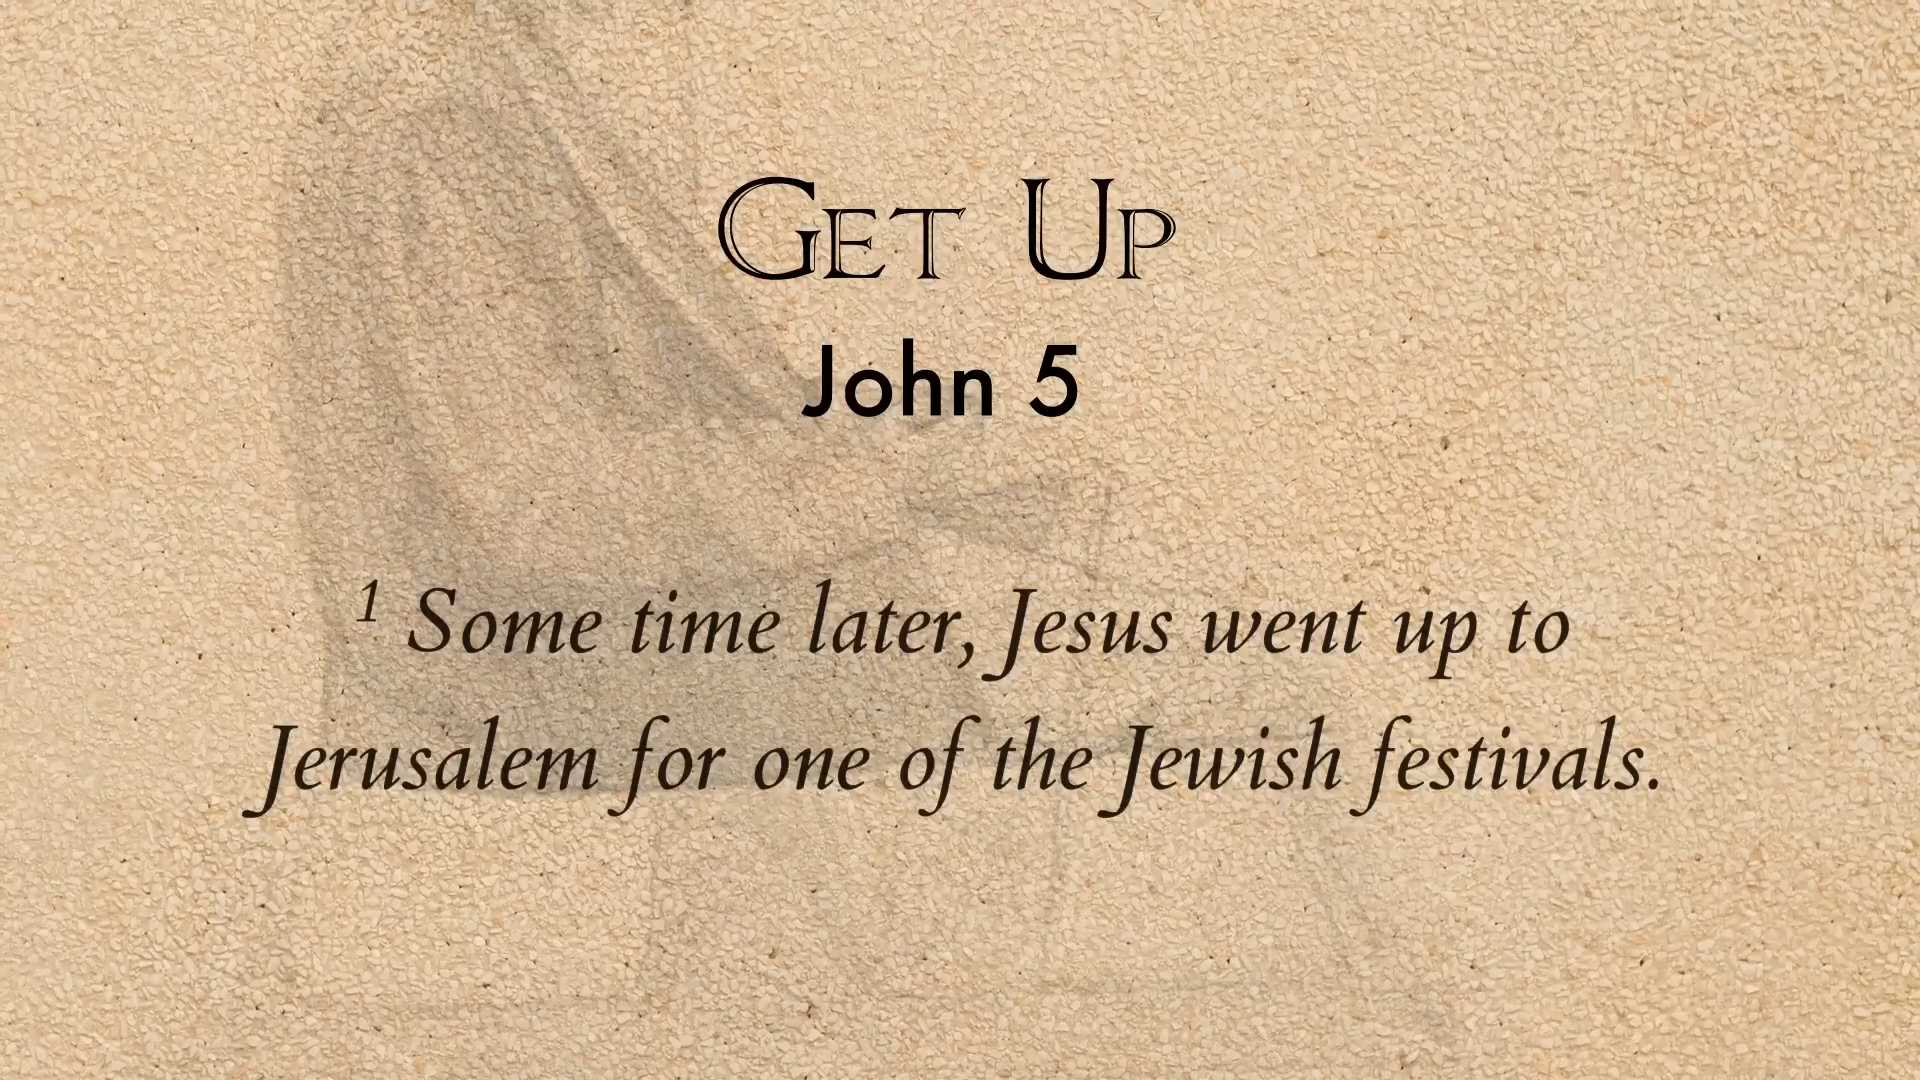 Get Up
John 5
¹ Some time later, Jesus went up to
Jerusalem for one of the Jewish festivals.